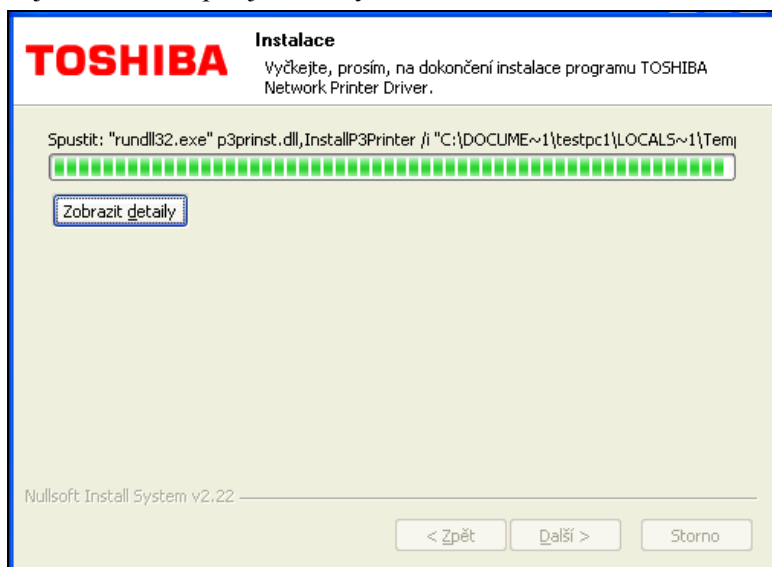 TOSHIBA
Instalace
Vyčkejte, prosím, na dokončení instalace programu TOSHIBA
Network Printer Driver.
Spustit: "rundll32.exe" p3prinst.dll,InstallP3Printer /i "C:\DOCUME~1\testpc1\LOCALS~1\Temp
Zobrazit detaily
Nullsoft Install System v2.22
< Zpět
Další >
Storno